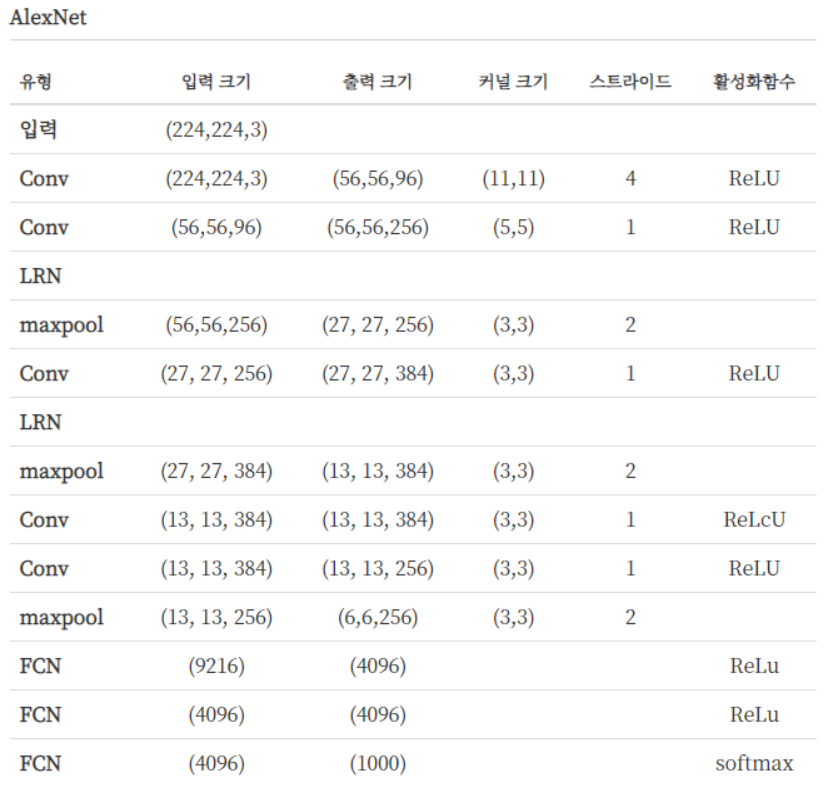 AlexNet
유형 입력 크기 출력 크기 커널 크기 스트라이드 활성화함수
입력 (224,224,3)
Conv (224,224,3) (56,56,96) (11,11) 4 ReLU
Conv (56,56,96) (56,56,256) (5,5) 1 ReLU
LRN
maxpool (56,56,256) (27, 27, 256) (3,3) 2
Conv (27, 27, 256) (27, 27, 384) (3,3) 1 ReLU
LRN
maxpool (27, 27, 384) (13, 13, 384) (3,3) 2
Conv (13, 13, 384) (13, 13, 384) (3,3) 1 ReLcU
Conv (13, 13, 384) (13, 13, 256) (3,3) 1 ReLU
maxpool (13, 13, 256) (6,6,256) (3,3) 2
FCN (9216) (4096) ReLu
FCN (4096) (4096) ReLu
FCN (4096) (1000) softmax